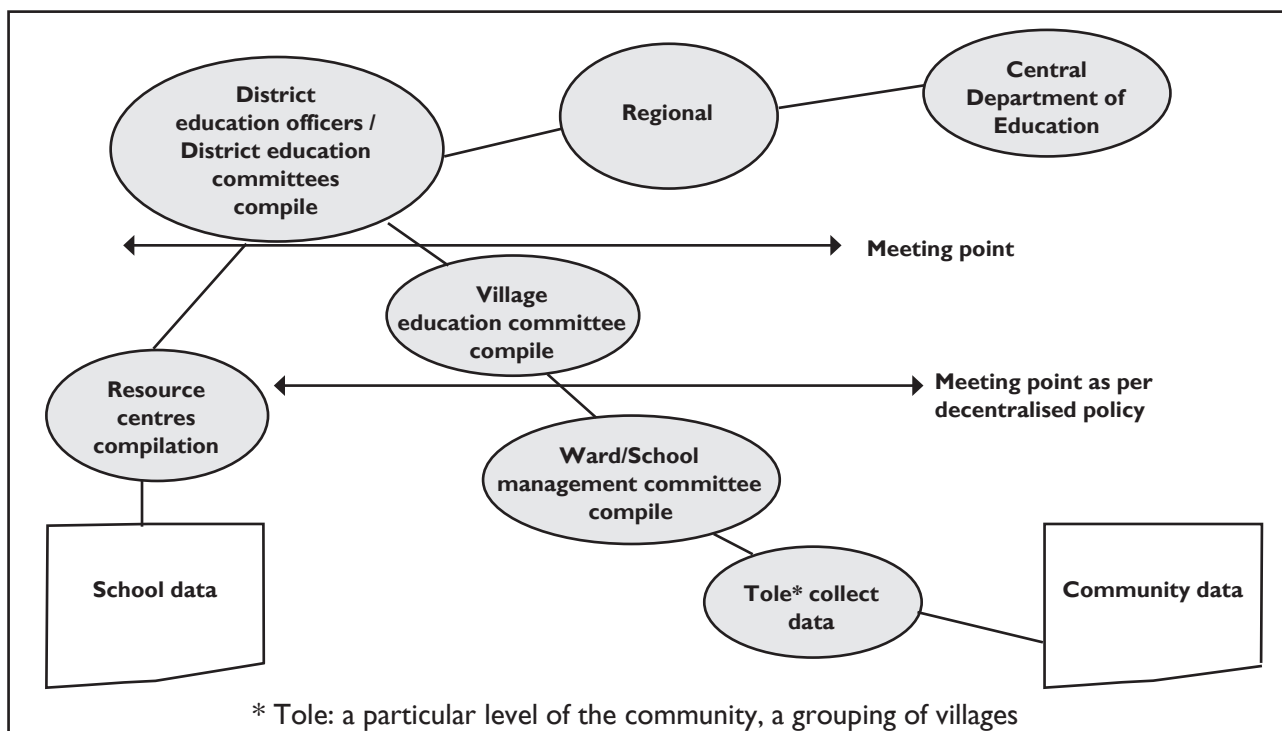 District
education officers /
District education
committees
compile
Regional
Central
Department of
Education
Meeting point
Village
education committee
compile
Resource
centres
compilation
Meeting point as per
decentralised policy
Ward/School
management committee
compile
School data
Tole* collect
data
Community data
* Tole: a particular level of the community, a grouping of villages